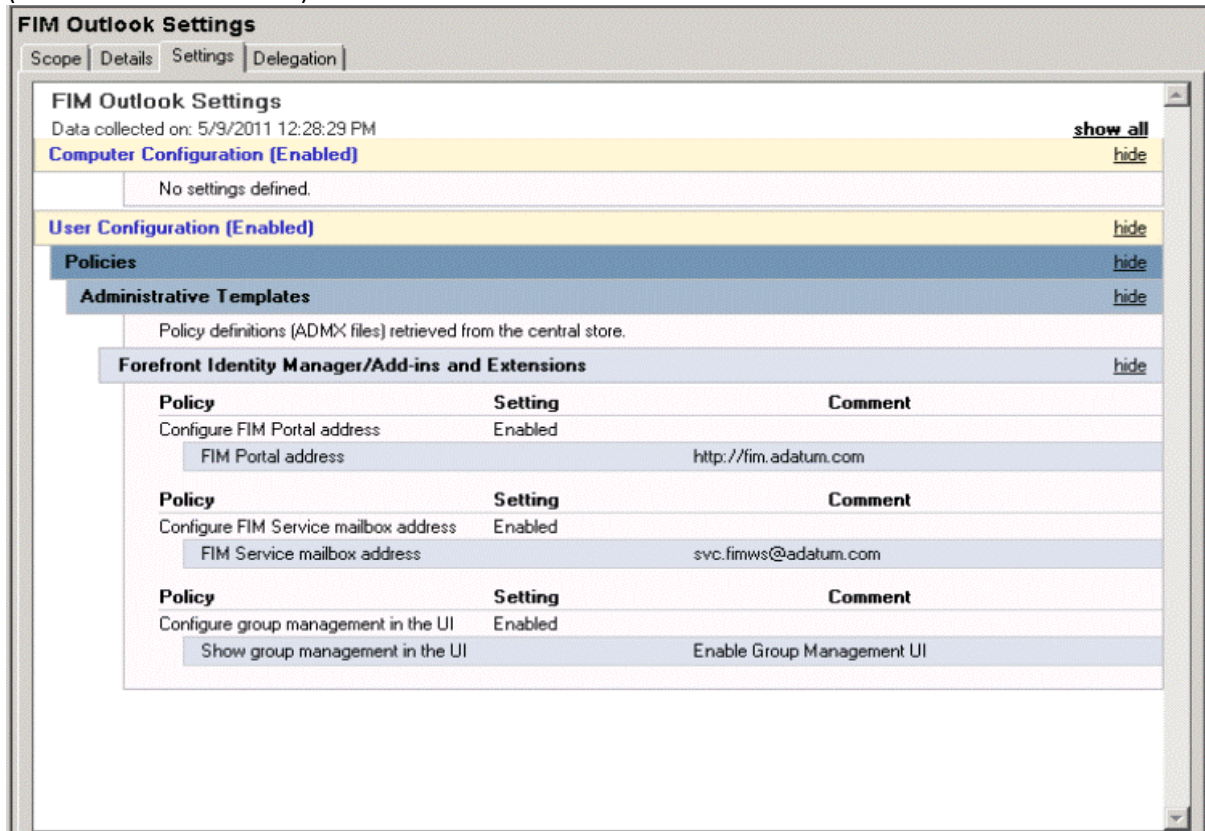 FIM Outlook Settings
Scope Details Settings Delegation
FIM Outlook Settings
Data collected on: 5/9/2011 12:28:29 PM show all
Computer Configuration (Enabled) hide
No settings defined.
User Configuration (Enabled) hide
Policies hide
Administrative Templates hide
Policy definitions (ADMX files) retrieved from the central store.
Forefront Identity Manager/Add-ins and Extensions hide
Policy Setting Comment
Configure FIM Portal address Enabled
FIM Portal address http://fim.adatum.com
Policy Setting Comment
Configure FIM Service mailbox address Enabled
FIM Service mailbox address svc.fimws@adatum.com
Policy Setting Comment
Configure group management in the UI Enabled
Show group management in the UI Enable Group Management UI